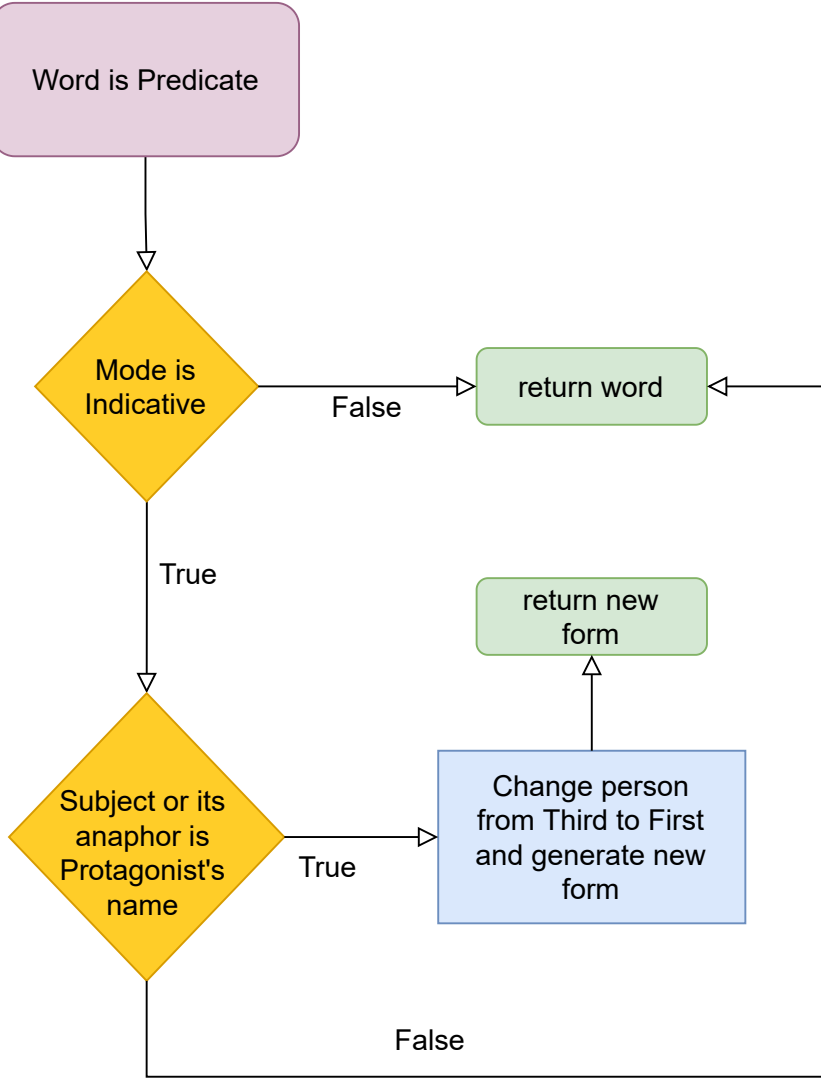 Word is Predicate
Mode is
Indicative
False
return word
True
return new
form
Subject or its
anaphor is
Protagonist's
name
True
Change person
from Third to First
and generate new
form
False